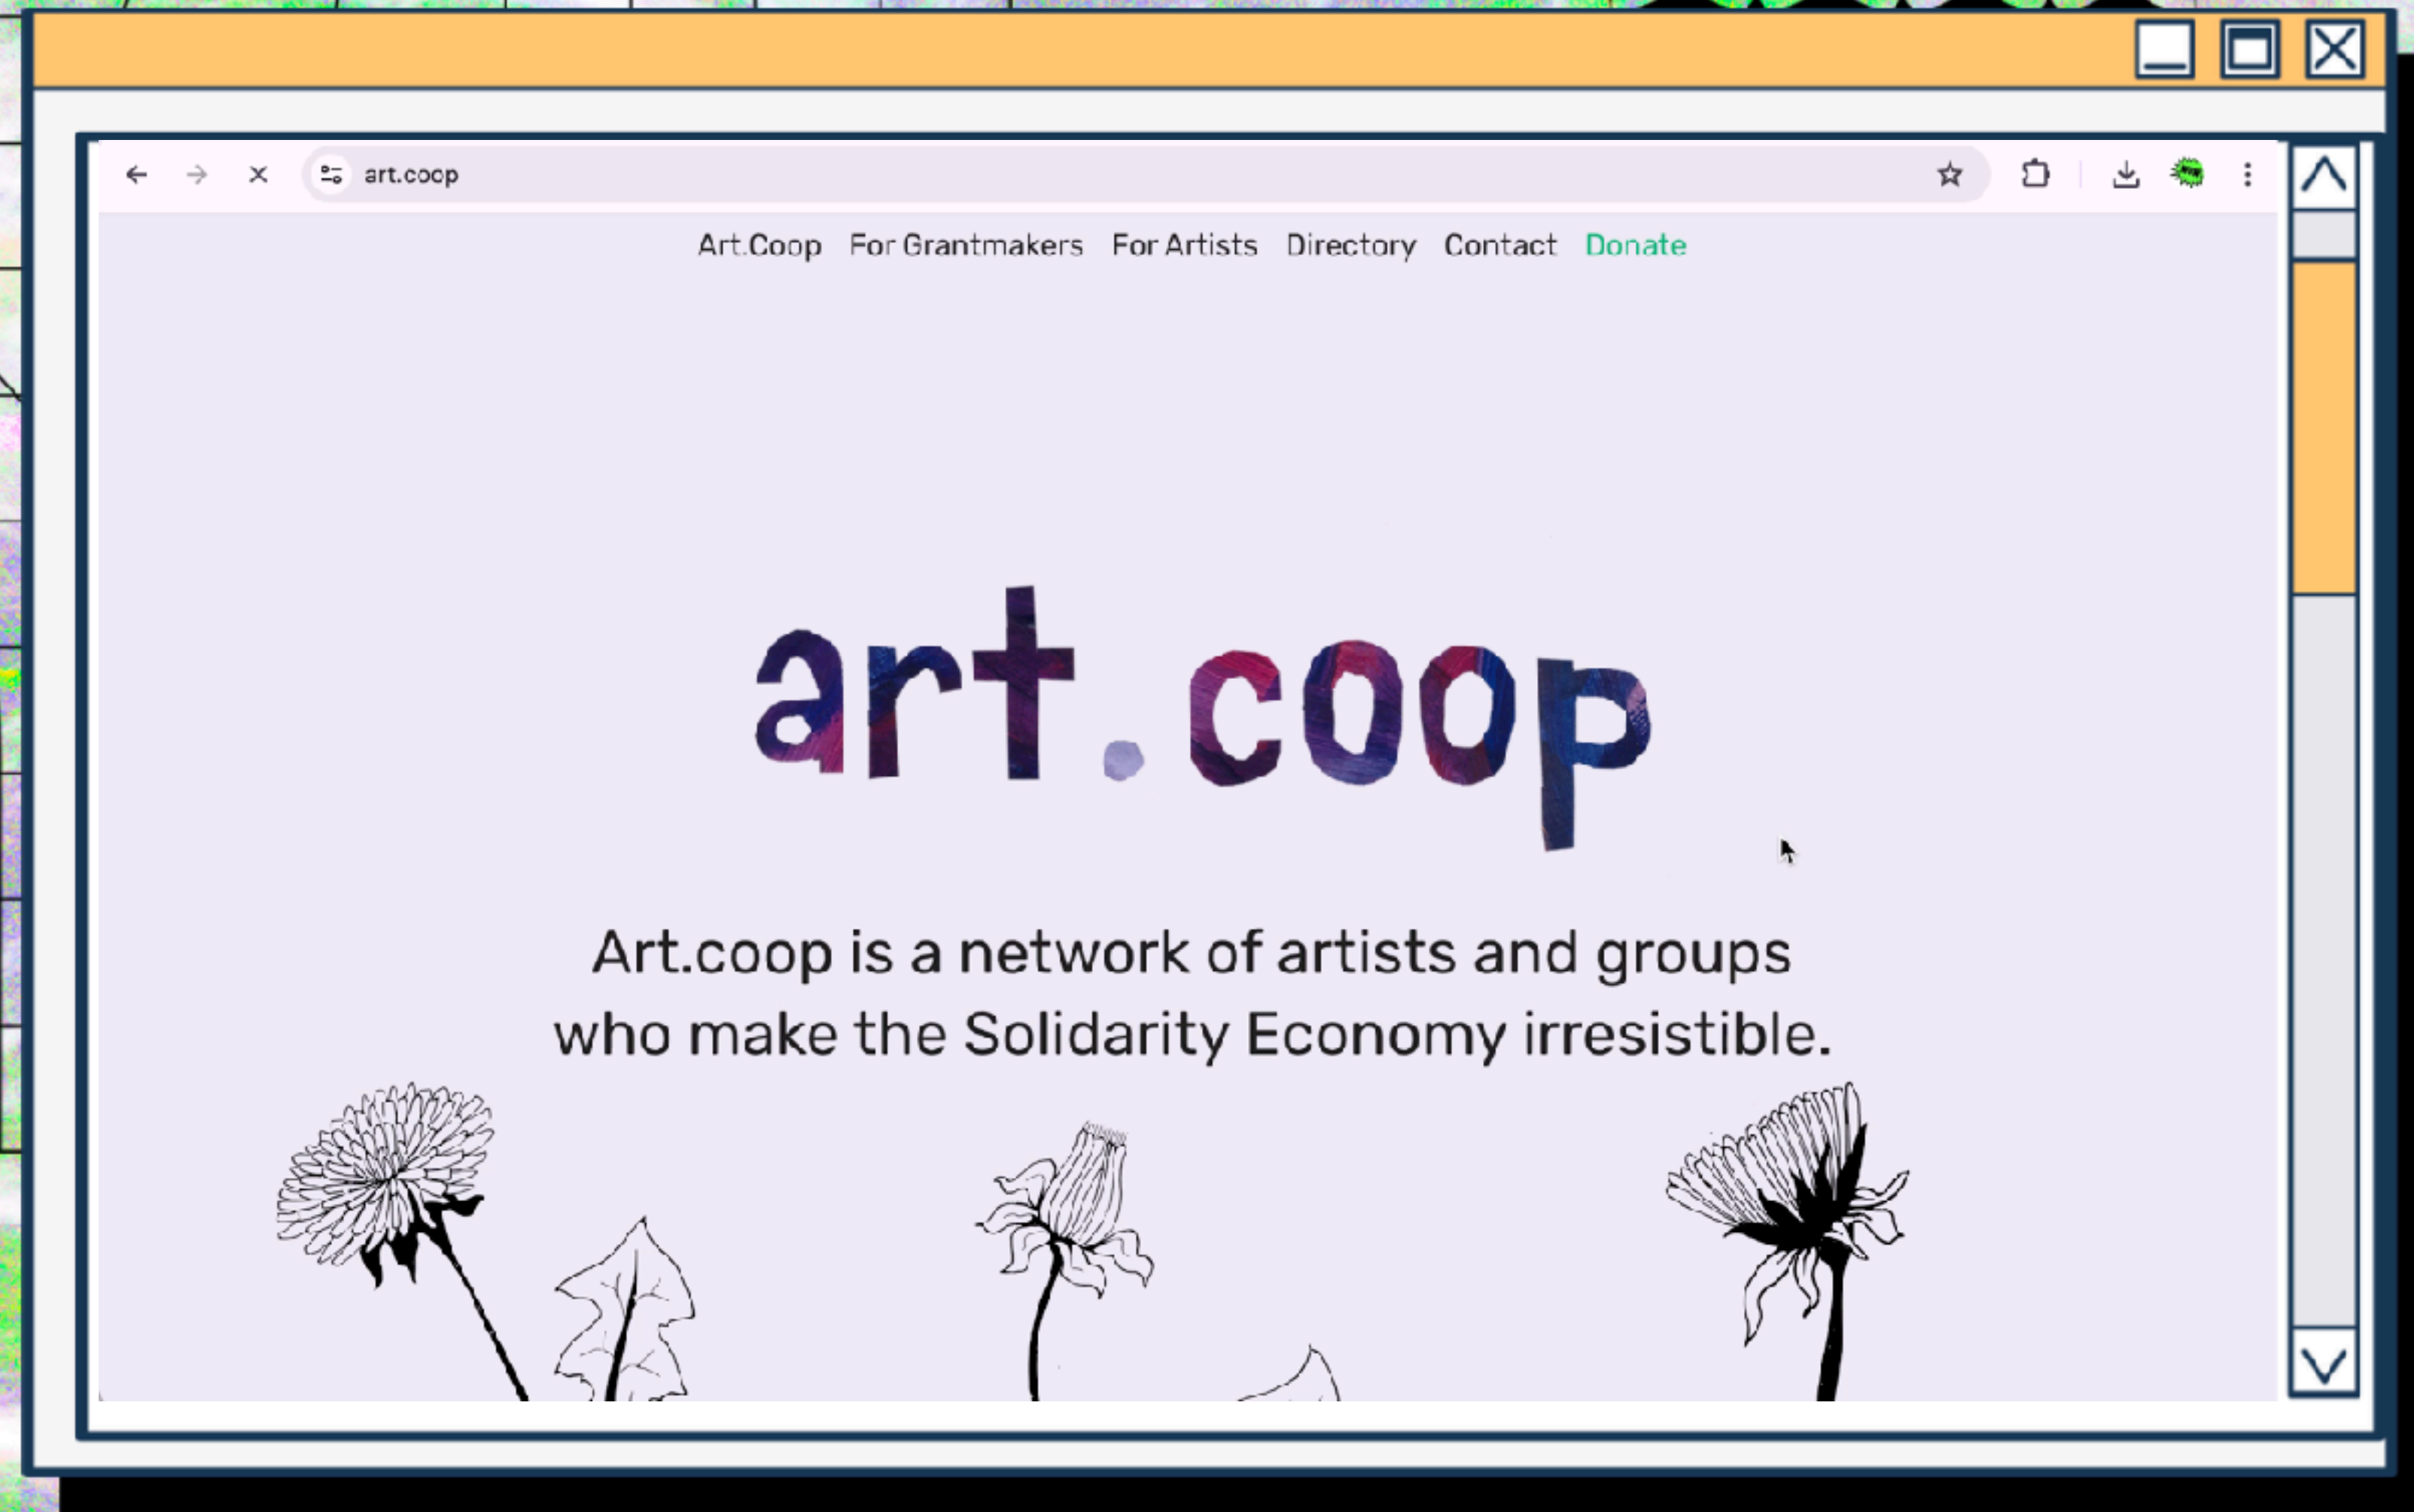 art.coop
Art.Coop For Grantmakers For Artists Directory Contact Donate
art.coop
Art.coop is a network of artists and groups
who make the Solidarity Economy irresistible.